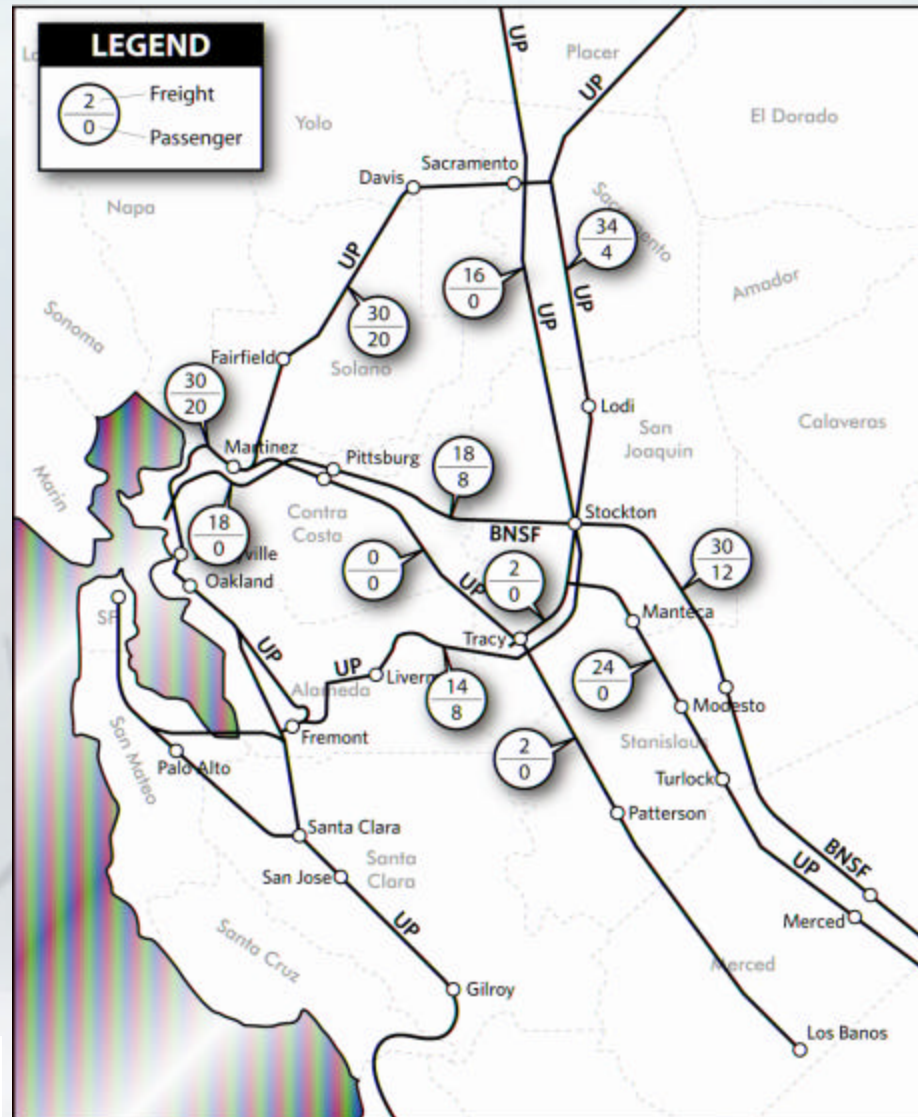 LEGEND
2
0
Freight
Passenger
UP
Placer
UP
Yolo
El Dorado
Napa
Davis
Sacramento
Sacramento
34
4
UP
16
0
UP
UP
Amador
Sonoma
30
20
Fairfield
Solano
30
20
Lodi
San
Joaquin
Calaveras
Marin
Martinez
Pittsburg
18
8
18
0
Contra
Costa
BNSF
Stockton
0
0
UP
2
0
30
12
Oakland
SF
Manteca
Tracy
UP
UP
Alameda
14
8
24
0
Modesto
Fremont
Stanislaus
2
0
San Mateo
Palo Alto
Turlock
Patterson
Santa Clara
Santa
Clara
San Jose
UP
BNSF
UP
Merced
Santa Cruz
Merced
Gilroy
Los Banos